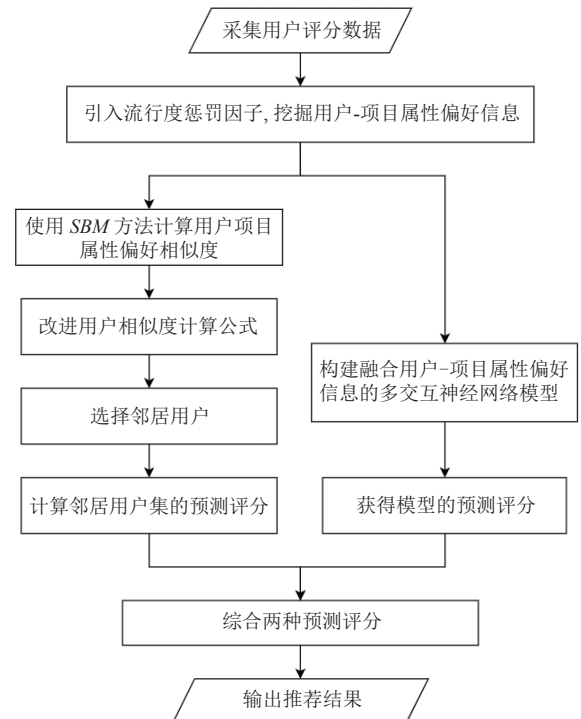 采集用户评分数据
引入流行度惩罚因子, 挖掘用户-项目属性偏好信息
使用 SBM 方法计算用户项目
属性偏好相似度
改进用户相似度计算公式
选择邻居用户
计算邻居用户集的预测评分
构建融合用户−项目属性偏好
信息的多交互神经网络模型
获得模型的预测评分
综合两种预测评分
输出推荐结果